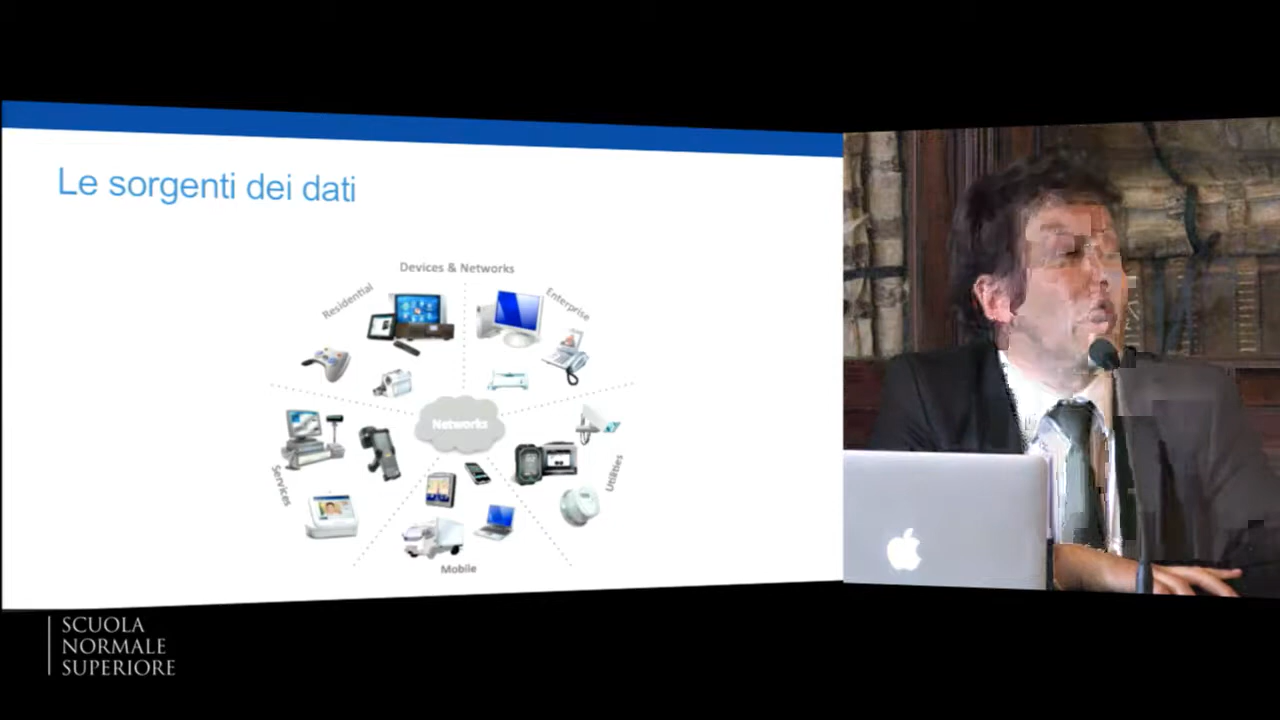 Le sorgenti dei dati
Devices & Networks
Residential
Enterprise
Networks
Services
Utilities
Mobile
SCUOLA
NORMALE
SUPERIORE